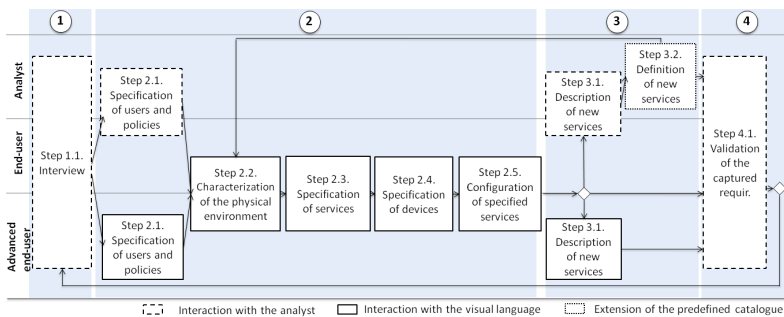 1
2
3
4
Analyst
End-user
Advanced
end-user
Step 1.1.
Interview
Step 2.1.
Specification
of users and
policies
Step 2.1.
Specification
of users and
policies
Step 2.2.
Characterization
of the physical
environment
Step 2.3.
Specification
of services
Step 2.4.
Specification
of devices
Step 2.5.
Configuration
of specified
services
Step 3.1.
Description
of new
services
Step 3.2.
Definition
of new
services
Step 3.1.
Description
of new
services
Step 4.1.
Validation
of the
captured
requir.
Interaction with the analyst
Interaction with the visual language
Extension of the predefined catalogue